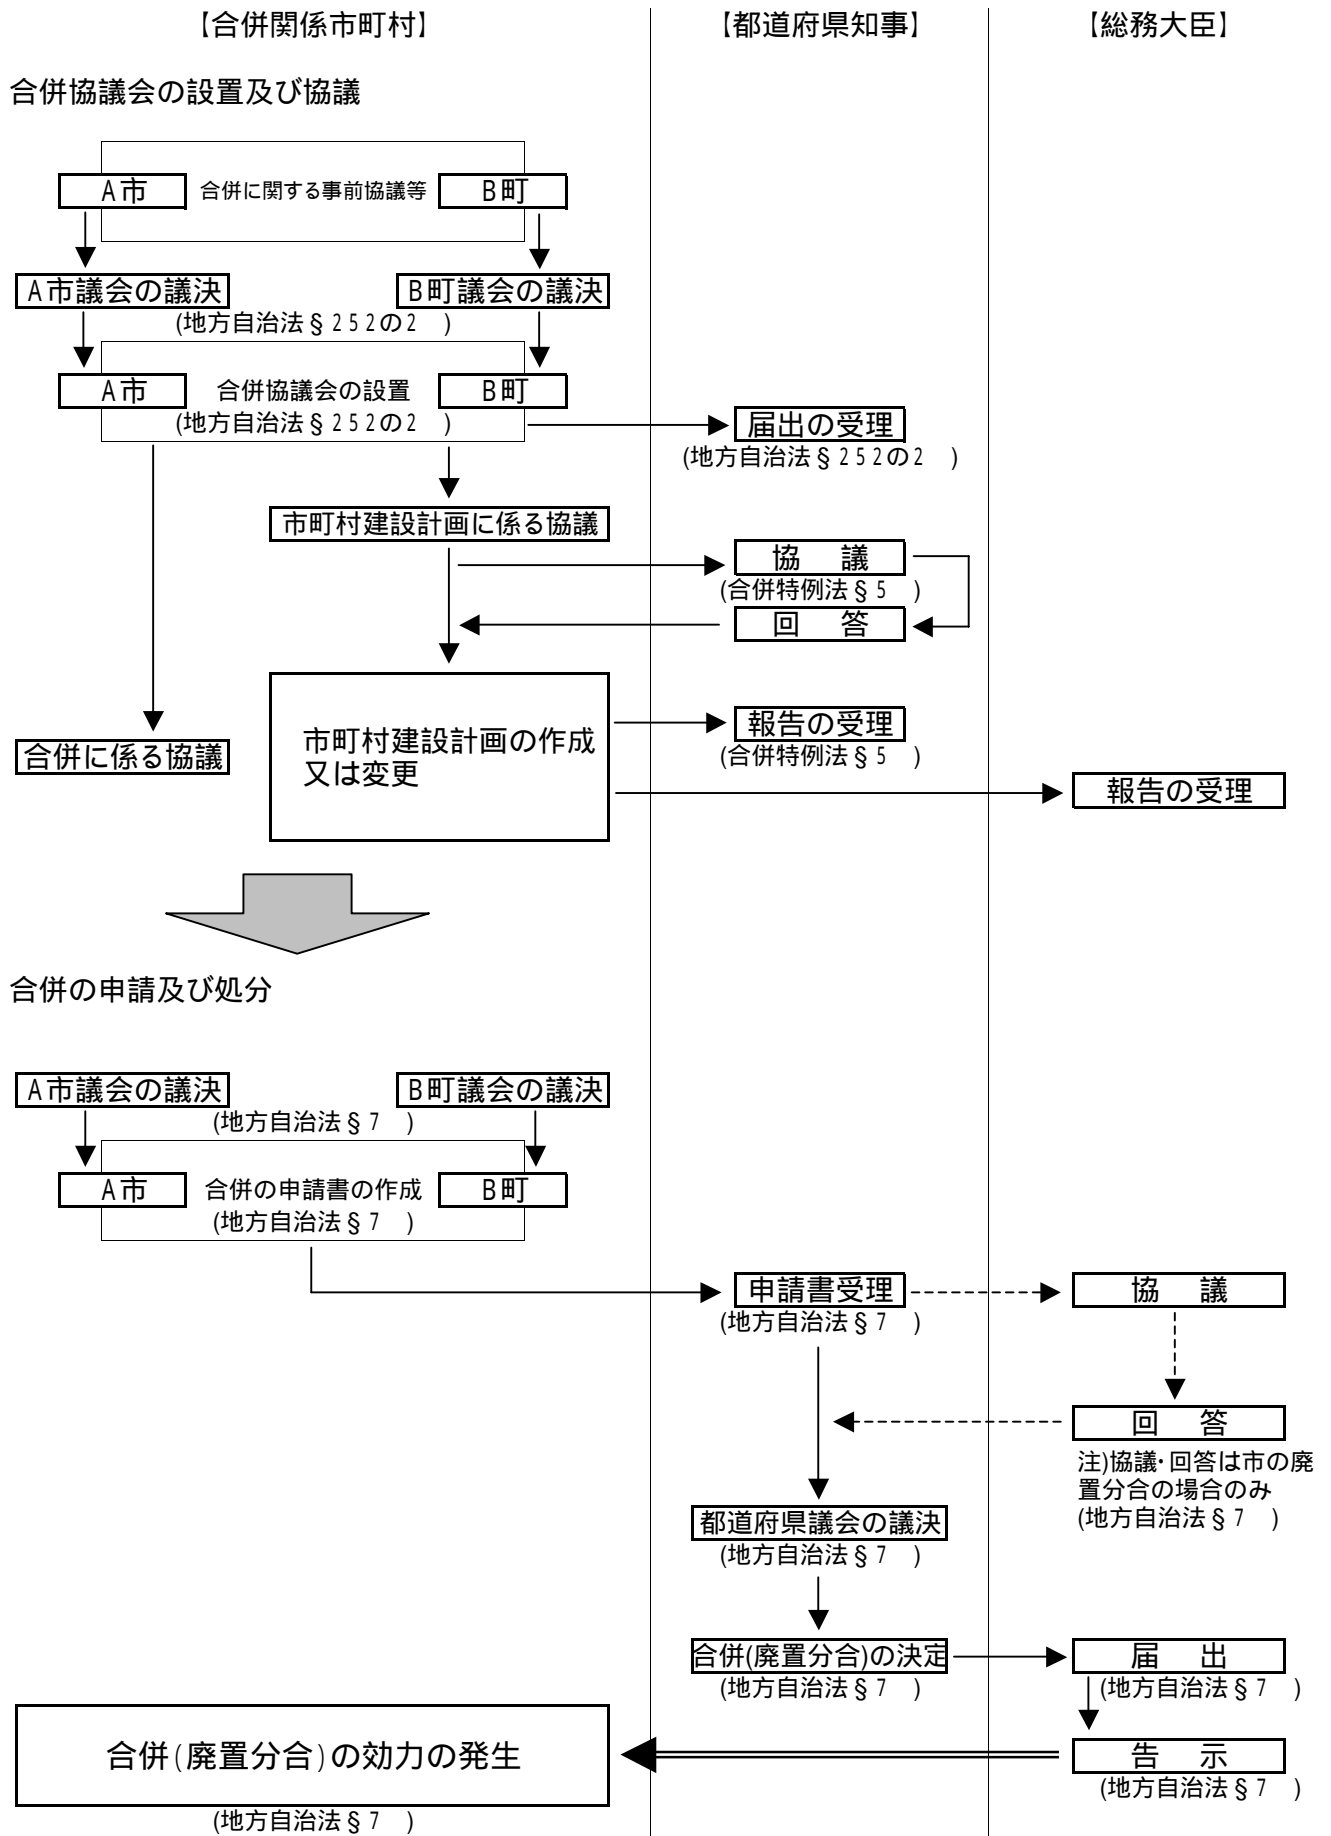 【合併関係市町村】 【都道府県知事】 【総務大臣】
合併協議会の設置及び協議
A市 合併に関する事前協議等 B町
A市議会の議決 B町議会の議決
(地方自治法§252の2 )
A市 合併協議会の設置 B町
(地方自治法§252の2 )
届出の受理
(地方自治法§252の2 )
市町村建設計画に係る協議
協 議
(合併特例法§5 )
回 答
市町村建設計画の作成
又は変更
報告の受理
(合併特例法§5 )
合併に係る協議
報告の受理
合併の申請及び処分
A市議会の議決 B町議会の議決
(地方自治法§7 )
A市 合併の申請書の作成 B町
(地方自治法§7 )
申請書受理
(地方自治法§7 )
協 議
回 答
注)協議・回答は市の廃
置分合の場合のみ
(地方自治法§7 )
都道府県議会の議決
(地方自治法§7 )
合併(廃置分合)の決定
(地方自治法§7 )
届 出
(地方自治法§7 )
合併(廃置分合)の効力の発生
(地方自治法§7 )
告 示
(地方自治法§7 )